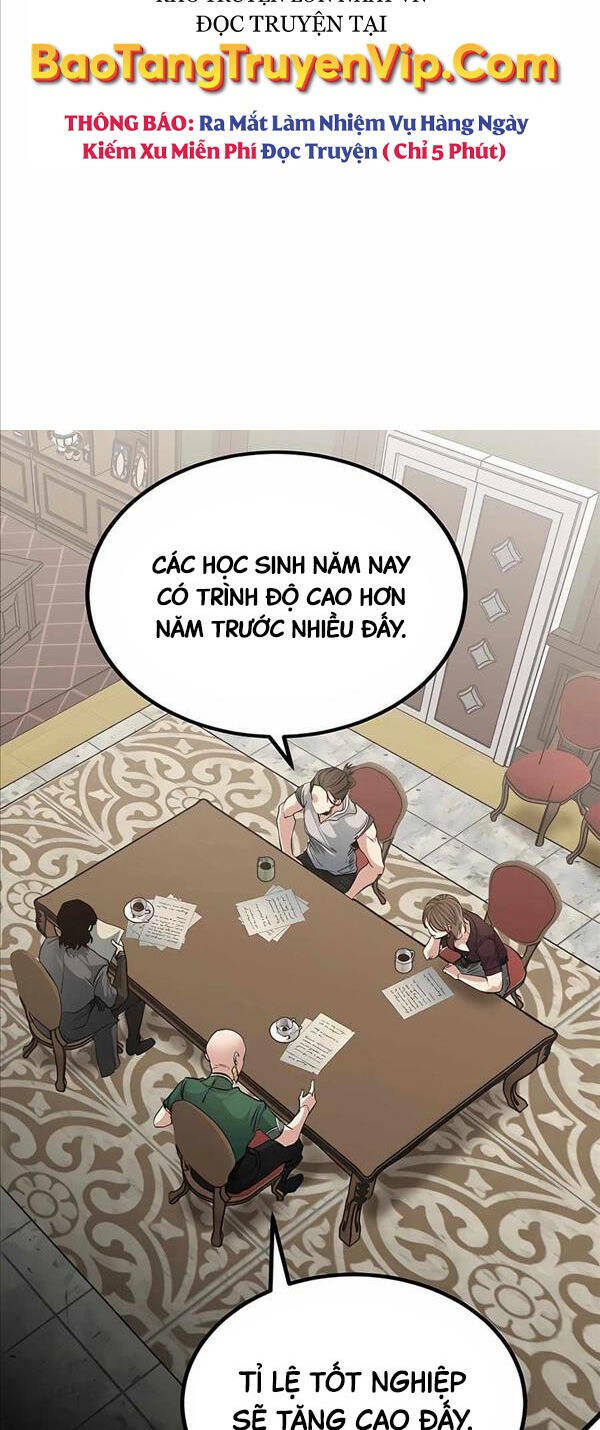 ĐỌC TRUYỆN TẠI
BaoTangTruyenVip.Com
THÔNG BÁO: Ra Mắt Làm Nhiệm Vụ Hàng Ngày
Kiếm Xu Miễn Phí Đọc Truyện ( Chỉ 5 Phút)
CÁC HỌC SINH NĂM NAY
CÓ TRÌNH ĐỘ CAO HƠN
NĂM TRƯỚC NHIỀU ĐẤY.
TỈ LỆ TỐT NGHIỆP
SẼ TĂNG CAO ĐẤY.